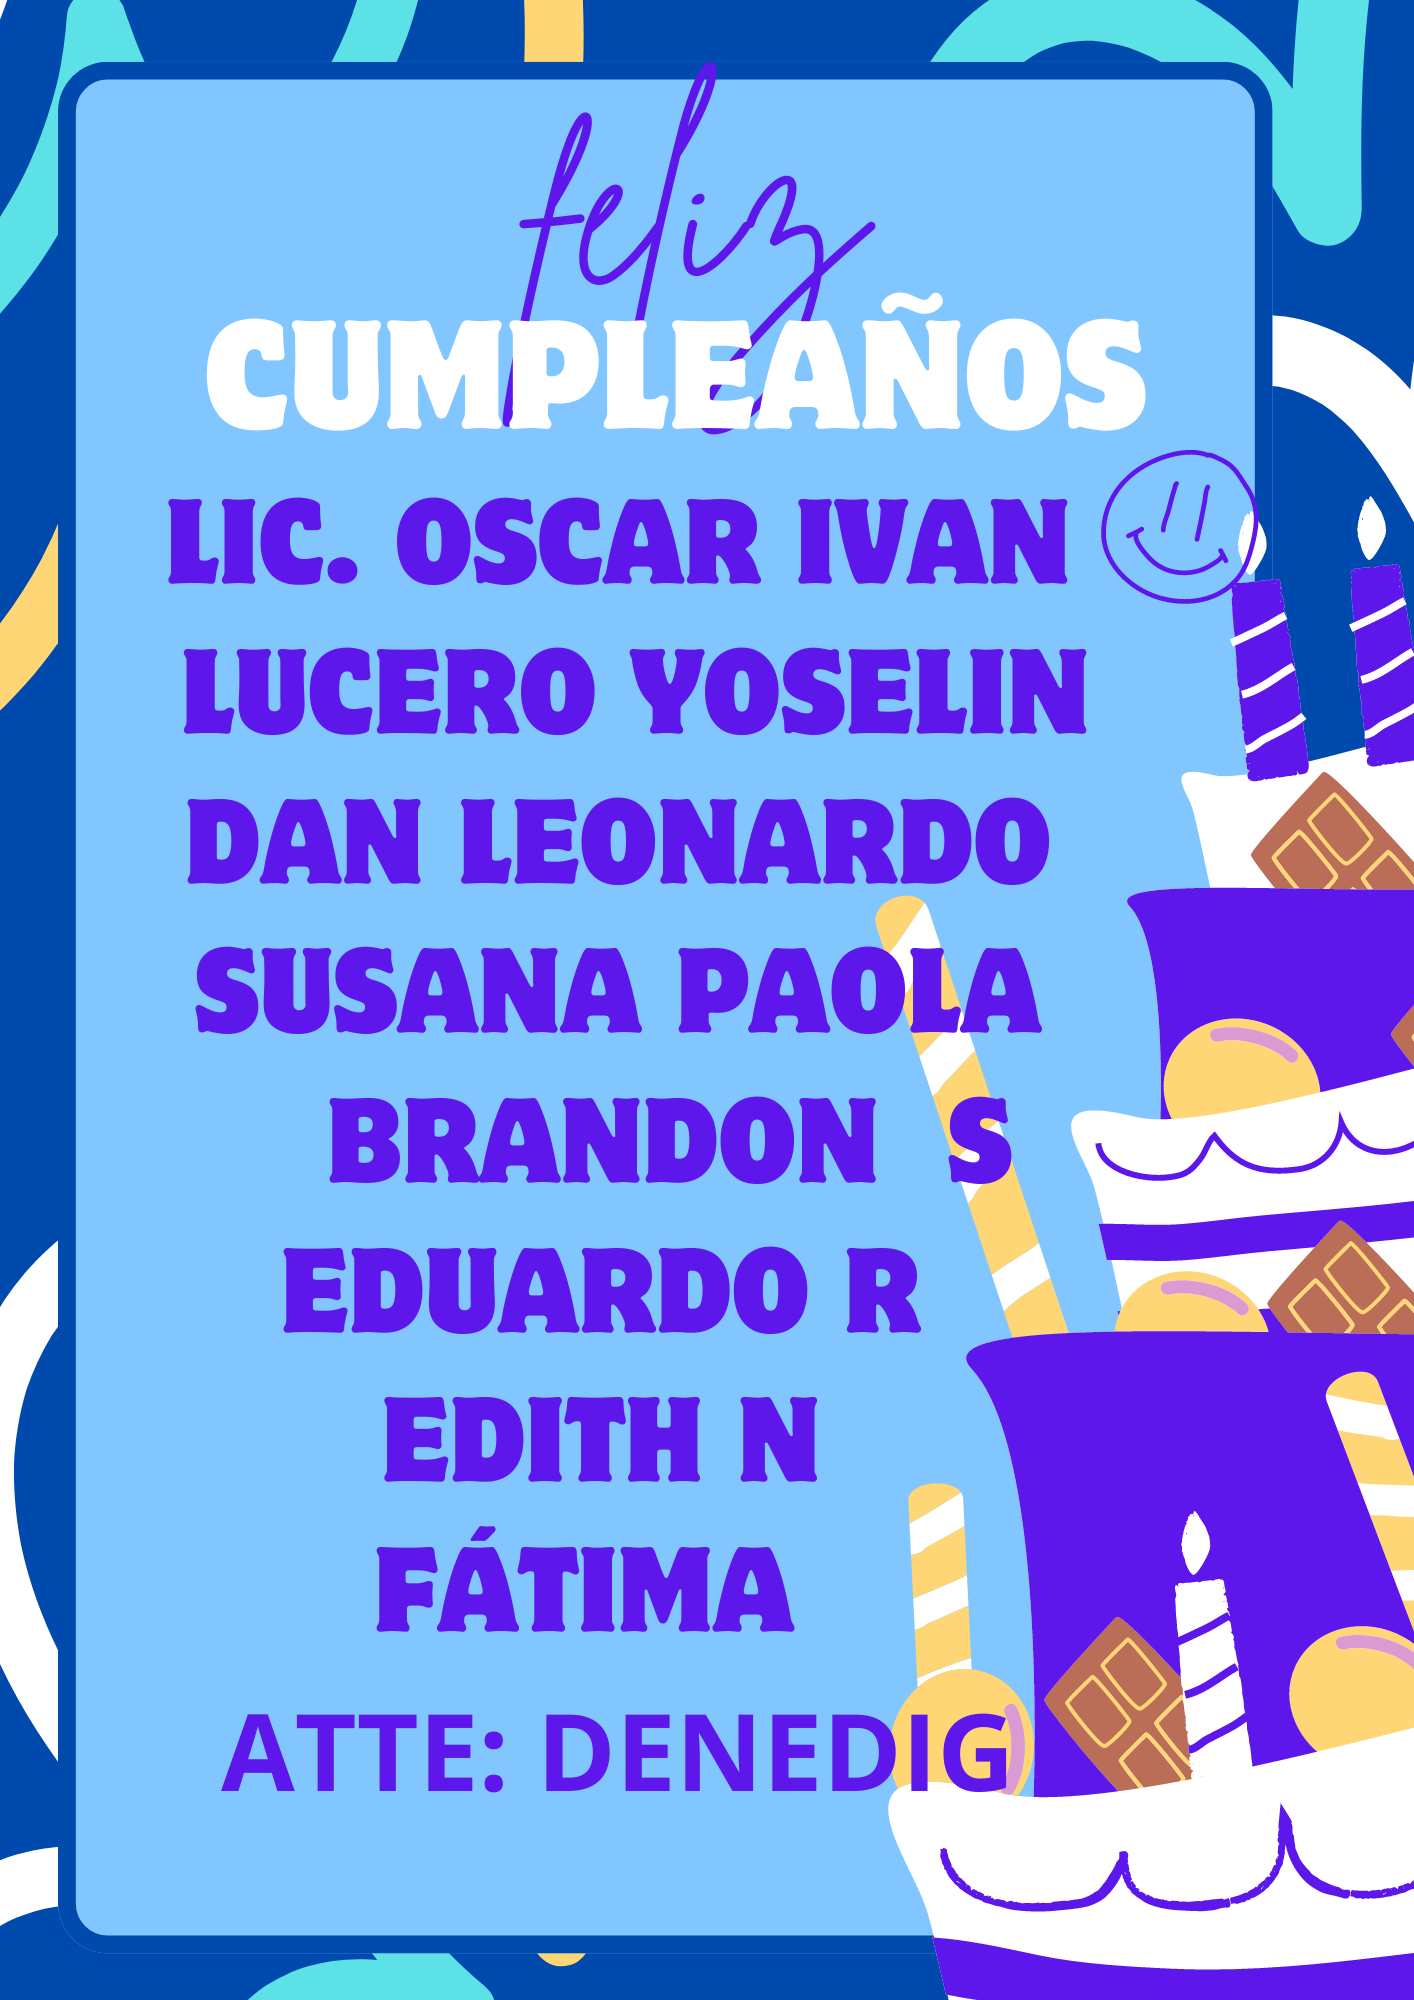 feliz
CUMPLEAÑOS
LIC. OSCAR IVAN
LUCERO YOSELIN
DAN LEONARDO
SUSANA PAOLA
BRANDON S
EDUARDO R
EDITH N
FÁTIMA
ATTE: DENEDIG